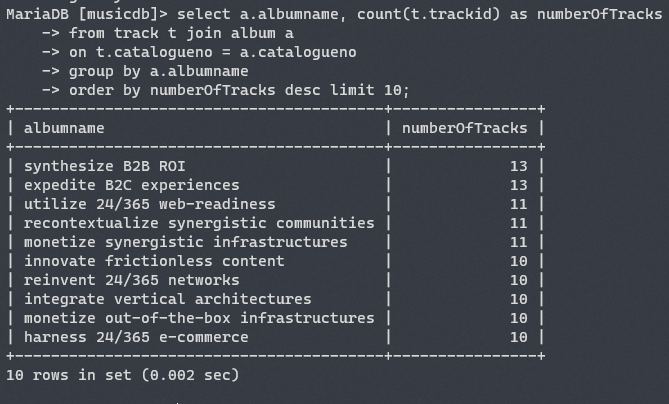 MariaDB [musicdb]> select a.albumname, count(t.trackid) as numberOfTracks
    -> from track t join album a
    -> on t.catalogueno = a.catalogueno
    -> group by a.albumname
    -> order by numberOfTracks desc limit 10;
+------------------------------------------+----------------+
| albumname                                | numberOfTracks |
+------------------------------------------+----------------+
| synthesize B2B ROI                       |             13 |
| expedite B2C experiences                 |             13 |
| utilize 24/365 web-readiness             |             11 |
| recontextualize synergistic communities  |             11 |
| monetize synergistic infrastructures     |             11 |
| innovate frictionless content            |             10 |
| reinvent 24/365 networks                 |             10 |
| integrate vertical architectures         |             10 |
| monetize out-of-the-box infrastructures  |             10 |
| harness 24/365 e-commerce                |             10 |
+------------------------------------------+----------------+
10 rows in set (0.002 sec)